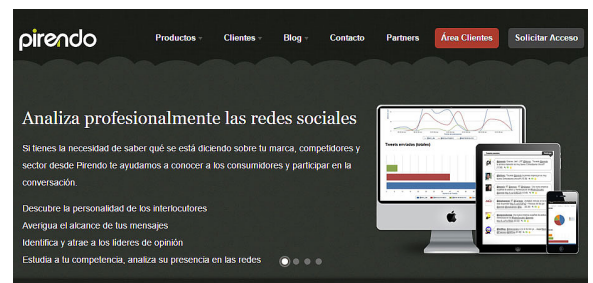 pirendo
Productos
Clientes
Blog
Contacto
Partners
Área Clientes
Solicitar Acceso
Analiza profesionalmente las redes sociales
Si tienes la necesidad de saber qué se está diciendo sobre tu marca, competidores y
sector desde Pirendo te ayudamos a conocer a los consumidores y participar en la
conversación.
Descubre la personalidad de los interlocutores
Averigua el alcance de tus mensajes
Identifica y atrae a los líderes de opinión
Estudia a tu competencia, analiza su presencia en las redes
Tweets enviados (totales)